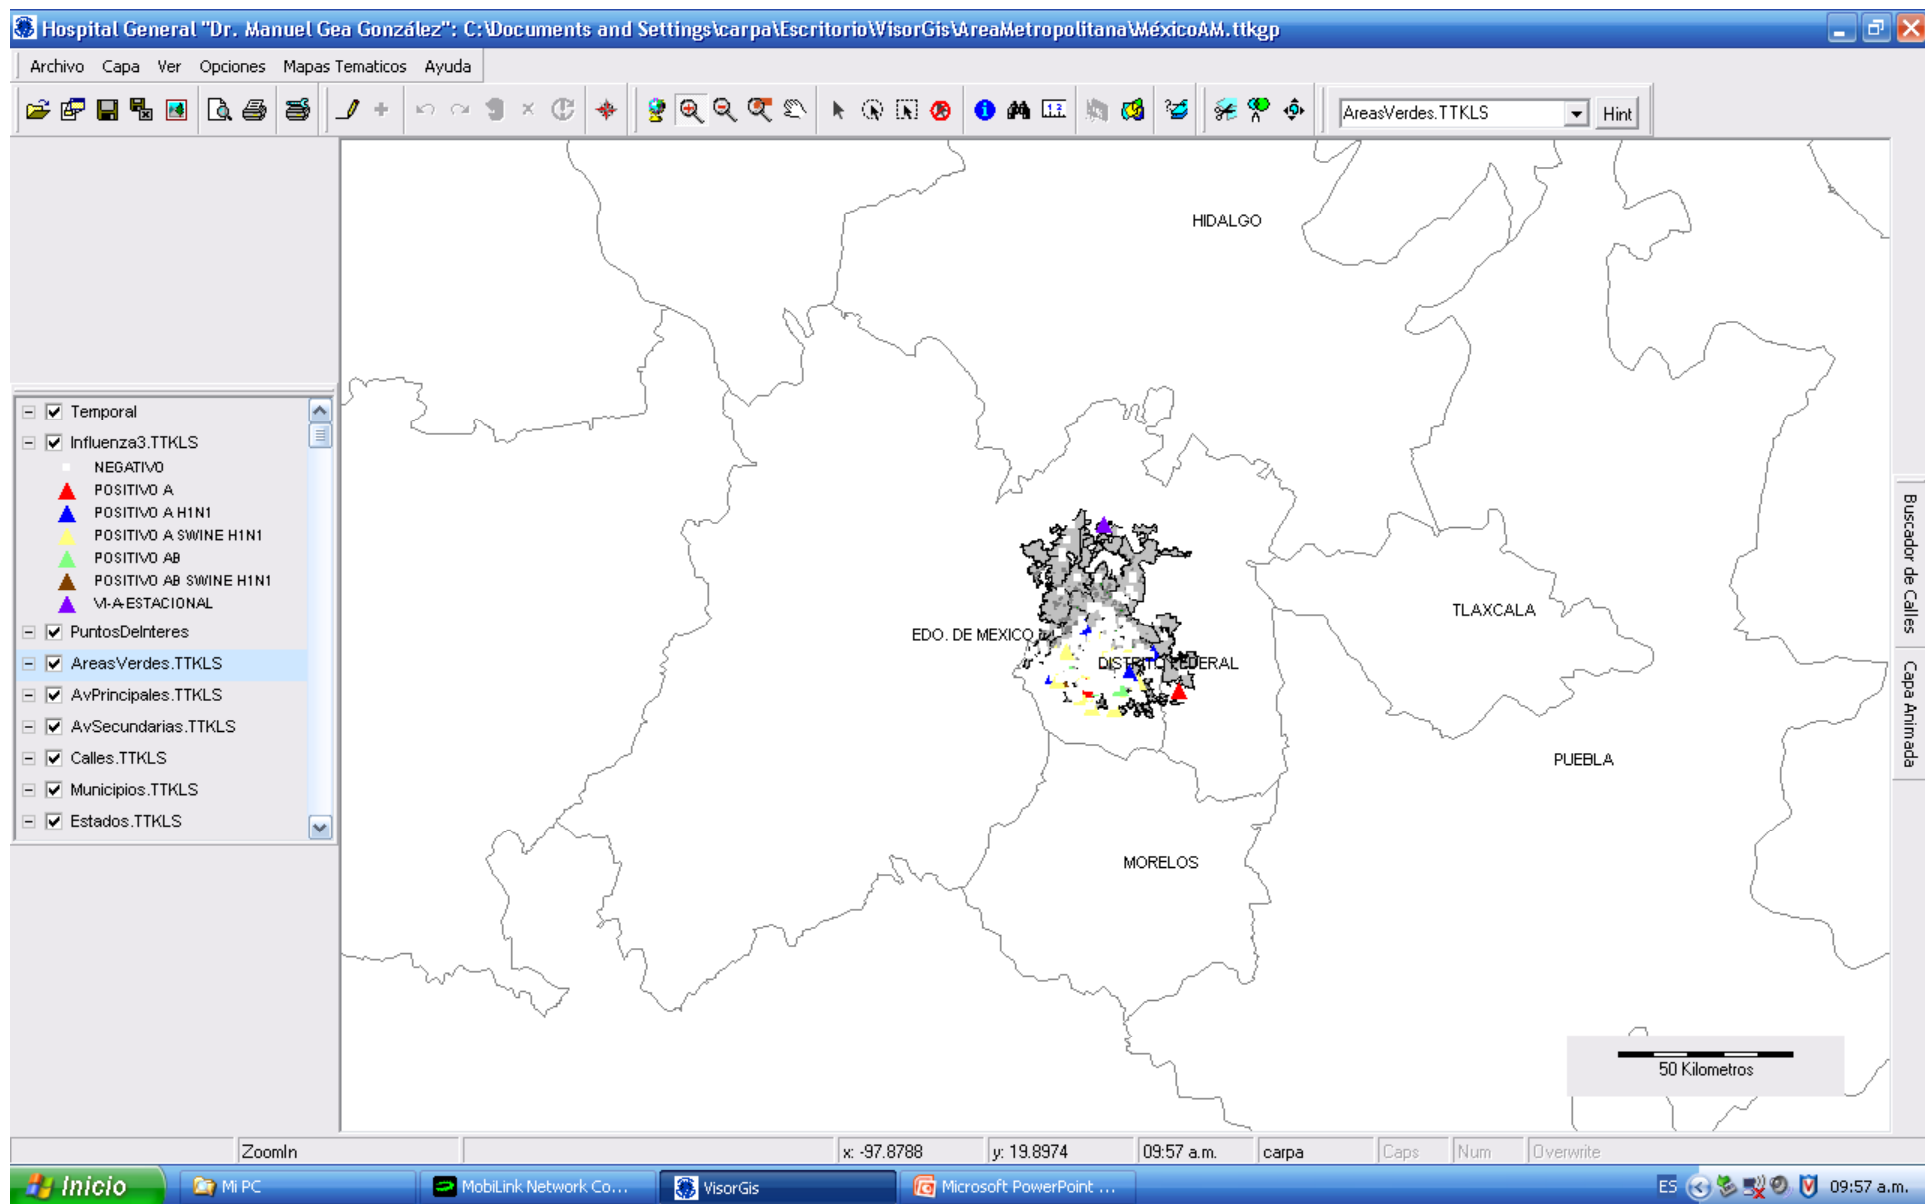 Hospital General "Dr. Manuel Gea González": C:\Documents and Settings\carpa\Escritorio\VisorGis\AreaMetropolitana\MéxicoAM.ttkgp
Archivo Capa Ver Opciones Mapas Tematicos Ayuda
AreasVerdes.TTKLS Hint
Temporal
Influenza3.TTKLS
NEGATIVO
POSITIVO A
POSITIVO A H1N1
POSITIVO A SWINE H1N1
POSITIVO AB
POSITIVO AB SWINE H1N1
VI-A-ESTACIONAL
PuntosDeInteres
AreasVerdes.TTKLS
AvPrincipales.TTKLS
AvSecundarias.TTKLS
Calles.TTKLS
Municipios.TTKLS
Estados.TTKLS
HIDALGO
TLAXCALA
EDO. DE MEXICO
DISTRITO FEDERAL
PUEBLA
MORELOS
50 Kilometros
Buscador de Calles
Capa Animada
ZoomIn x: -97.8788 y: 19.8974 09:57 a.m. carpa Caps Num Overwrite
Inicio Mi PC MobiLink Network Co... VisorGis Microsoft PowerPoint ... ES 09:57 a.m.